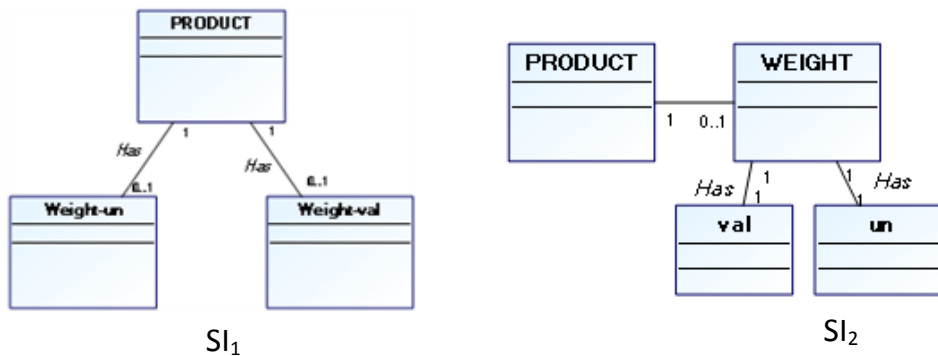 PRODUCT
1
1
Has
Has
0..1
0..1
Weight-un
Weight-val
SI₁
PRODUCT
WEIGHT
1
0..1
1
1
Has
Has
1
1
val
un
SI₂